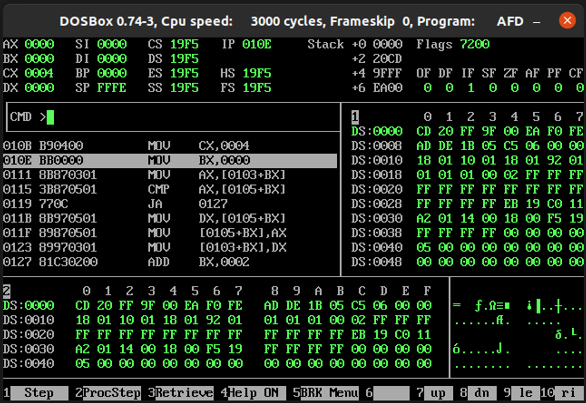 DOSBox 0.74-3, Cpu speed: 3000 cycles, Frameskip 0, Program: AFD
AX 0000 SI 0000 CS 19F5 IP 010E Stack +0 0000 Flags 7200
BX 0000 DI 0000 DS 19F5 +2 20CD
CX 0004 BP 0000 ES 19F5 HS 19F5 +4 9FFF OF DF IF SF ZF AF PF CF
DX 0000 SP FFFE SS 19F5 FS 19F5 +6 EA00 0 0 1 0 0 0 0 0
CMD >
1 0 1 2 3 4 5 6 7
DS:0000 CD 20 FF 9F 00 EA F0 FE
DS:0008 AD DE 1B 05 C5 06 00 00
DS:0010 18 01 10 01 18 01 92 01
DS:0018 01 01 01 00 02 FF FF FF
DS:0020 FF FF FF FF FF FF FF FF
DS:0028 FF FF FF FF EB 19 C0 11
DS:0030 A2 01 14 00 18 00 F5 19
DS:0038 FF FF FF FF 00 00 00 00
DS:0040 05 00 00 00 00 00 00 00
DS:0048 00 00 00 00 00 00 00 00
010B B90400 MOV CX,0004
010E BB0000 MOV BX,0000
0111 8B870301 MOV AX,[0103+BX]
0115 3B870501 CMP AX,[0105+BX]
0119 770C JA 0127
011B 8B970501 MOV DX,[0105+BX]
011F 89870501 MOV [0105+BX],AX
0123 89970301 MOV [0103+BX],DX
0127 81C30200 ADD BX,0002
2 0 1 2 3 4 5 6 7 8 9 A B C D E F
DS:0000 CD 20 FF 9F 00 EA F0 FE AD DE 1B 05 C5 06 00 00
DS:0010 18 01 10 01 18 01 92 01 01 01 01 00 02 FF FF FF
DS:0020 FF FF FF FF FF FF FF FF FF FF FF FF EB 19 C0 11
DS:0030 A2 01 14 00 18 00 F5 19 FF FF FF FF 00 00 00 00
DS:0040 05 00 00 00 00 00 00 00 00 00 00 00 00 00 00 00
1 Step 2ProcStep 3Retrieve 4Help ON 5BRK Menu 6 7 up 8 dn 9 le 10 ri